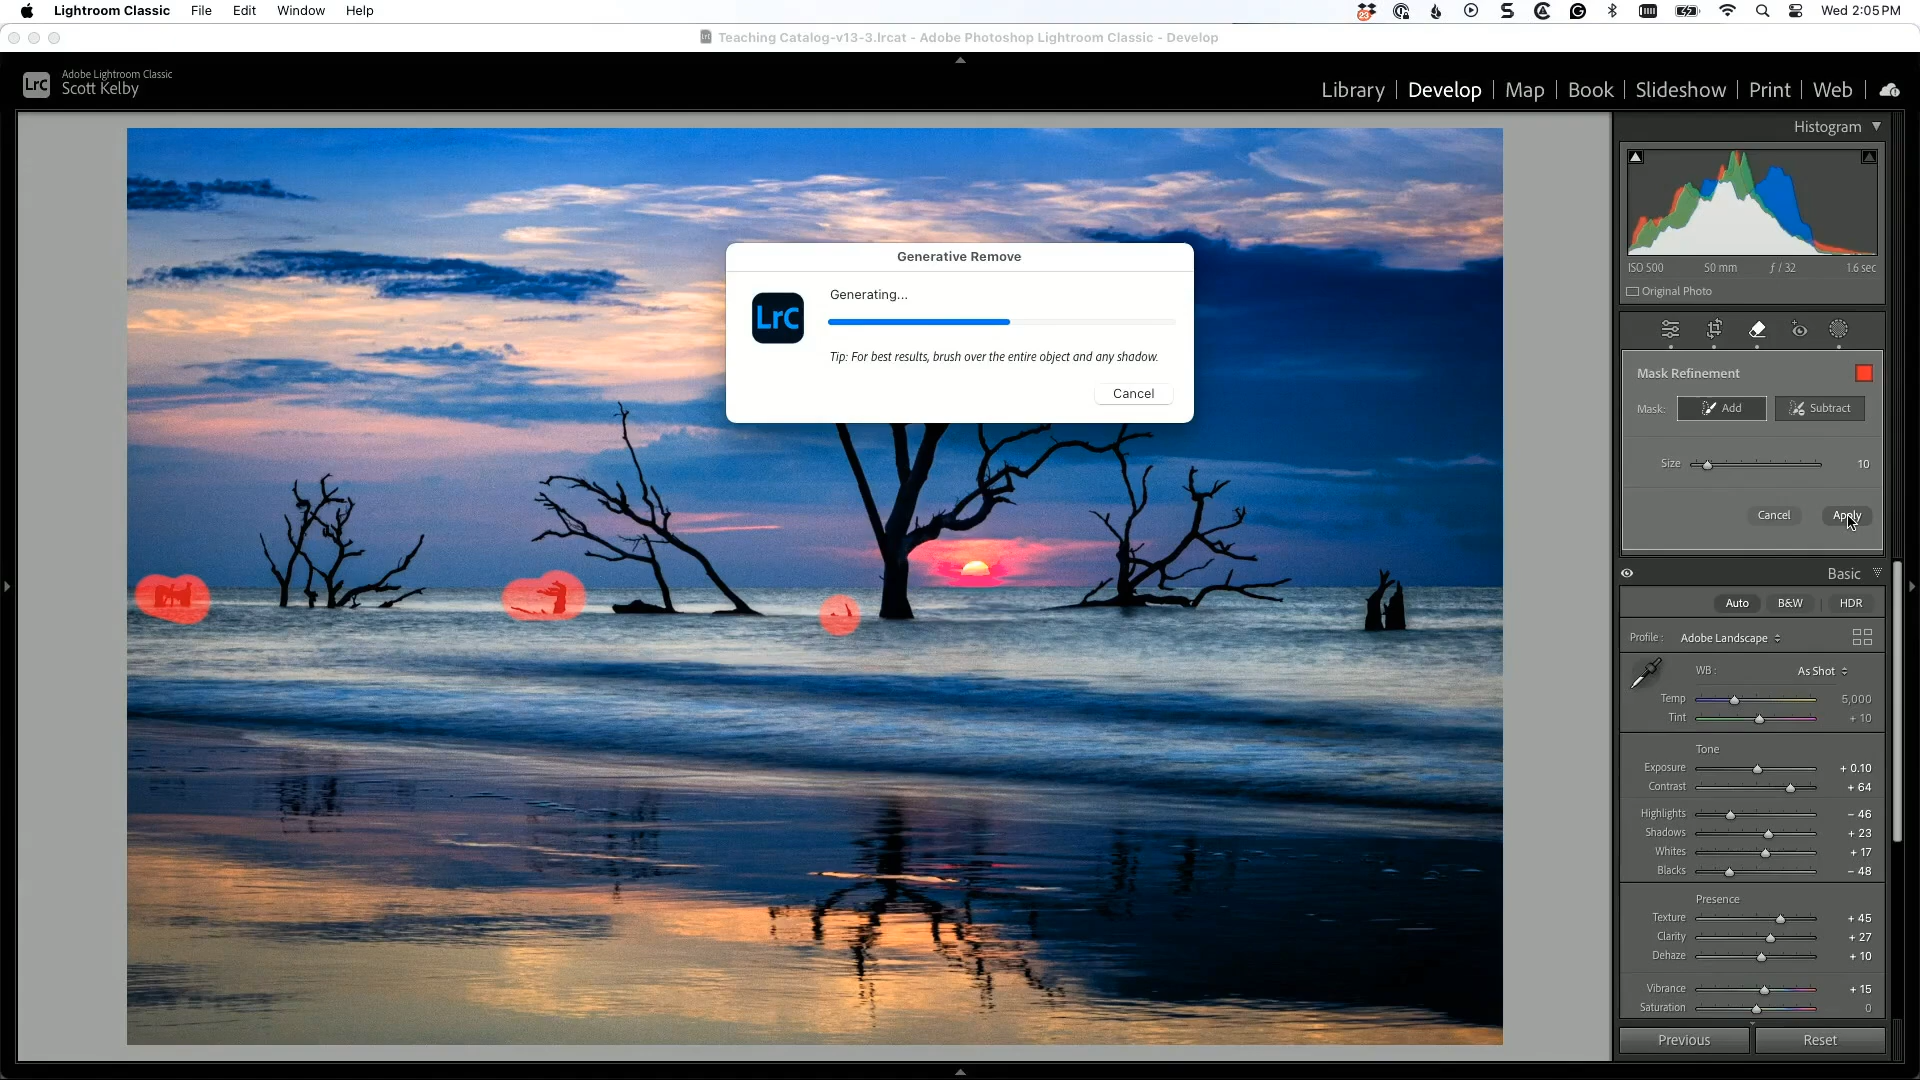 Lightroom Classic File Edit Window Help 23 Wed 2:05 PM
LrC Teaching Catalog-v13-3.lrcat - Adobe Photoshop Lightroom Classic - Develop
LrC Adobe Lightroom Classic
Scott Kelby
Library | Develop | Map | Book | Slideshow | Print | Web |
Histogram
ISO 500 50 mm ƒ / 32 1.6 sec
Original Photo
Generative Remove
LrC
Generating...
Tip: For best results, brush over the entire object and any shadow.
Cancel
Mask Refinement
Mask: Add Subtract
Size 10
Cancel Apply
Basic
Auto B&W | HDR
Profile : Adobe Landscape
WB : As Shot
Temp 5,000
Tint + 10
Tone
Exposure + 0.10
Contrast + 64
Highlights − 46
Shadows + 23
Whites + 17
Blacks − 48
Presence
Texture + 45
Clarity + 27
Dehaze + 10
Vibrance + 15
Saturation 0
Previous Reset